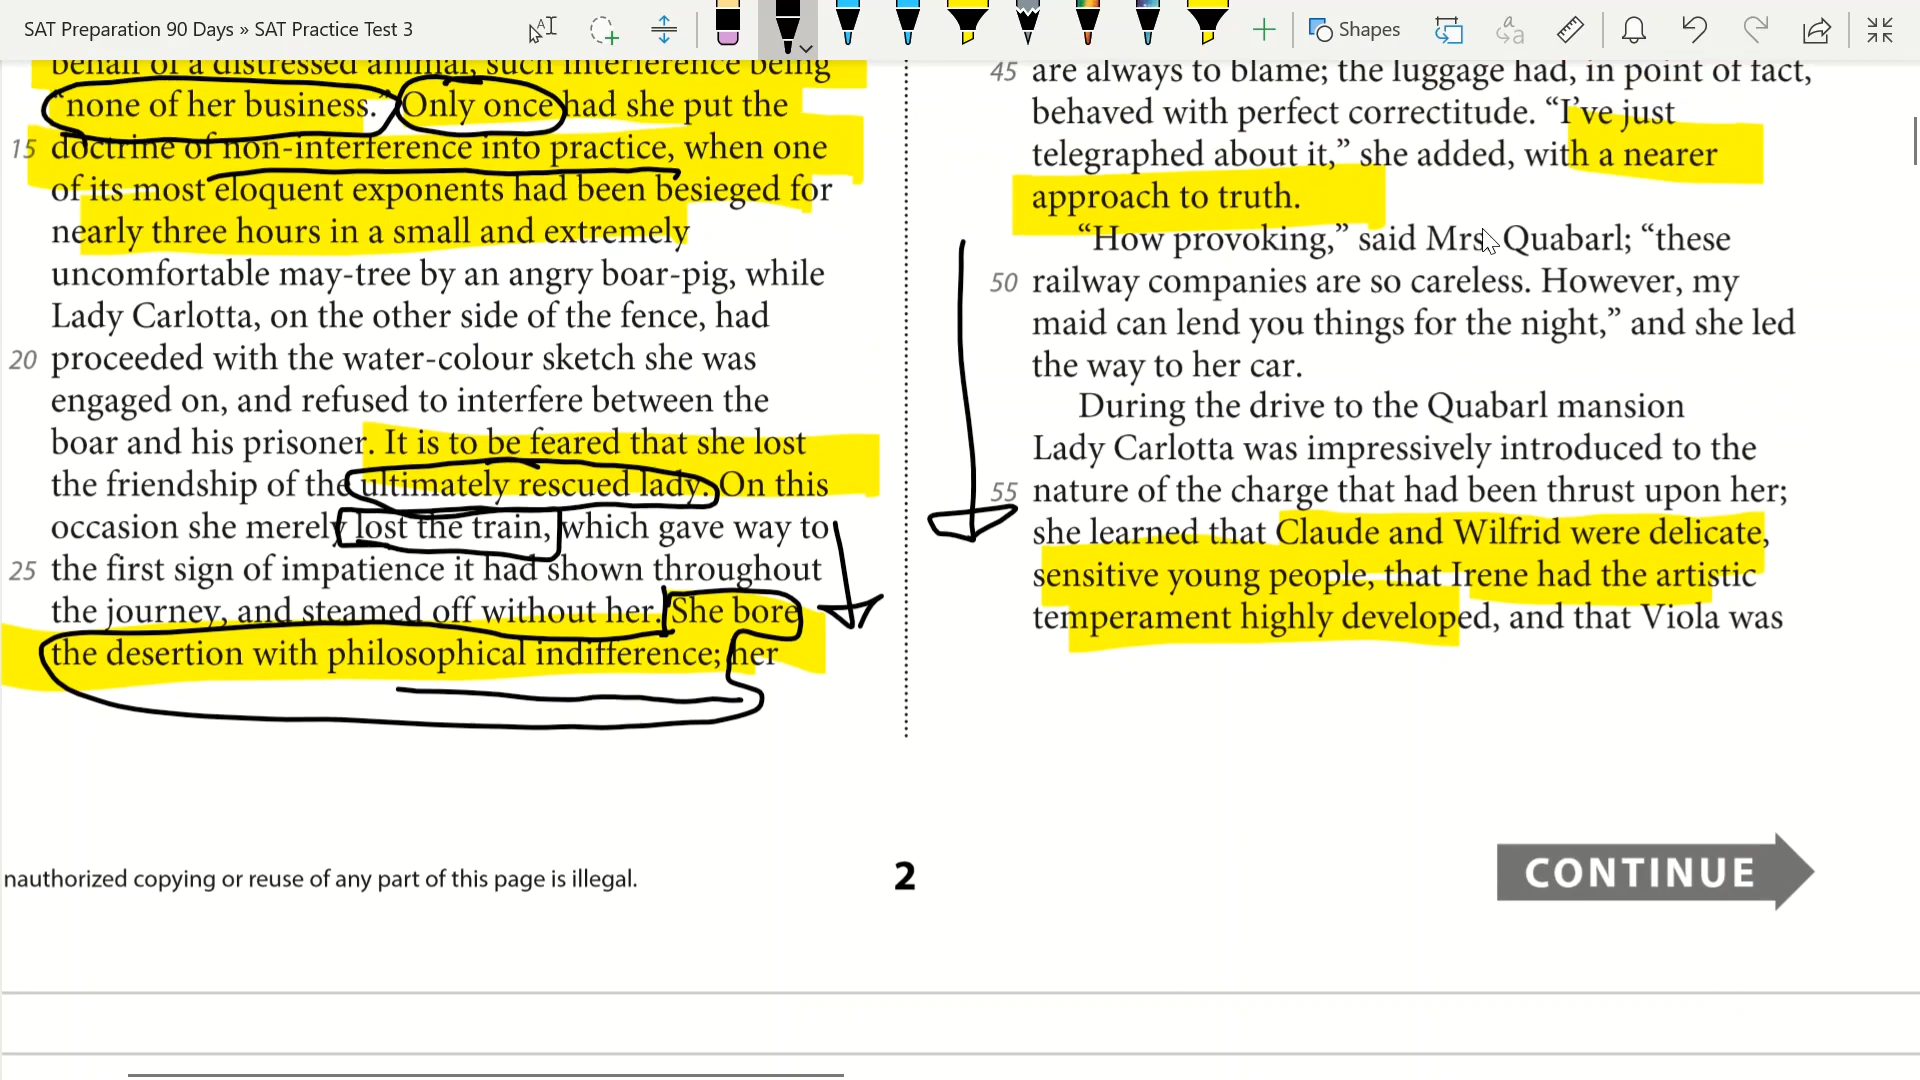 SAT Preparation 90 Days » SAT Practice Test 3
Shapes
behalf of a distressed animal, such interference being
“none of her business.” Only once had she put the
15 doctrine of non-interference into practice, when one
of its most eloquent exponents had been besieged for
nearly three hours in a small and extremely
uncomfortable may-tree by an angry boar-pig, while
Lady Carlotta, on the other side of the fence, had
20 proceeded with the water-colour sketch she was
engaged on, and refused to interfere between the
boar and his prisoner. It is to be feared that she lost
the friendship of the ultimately rescued lady. On this
occasion she merely lost the train, which gave way to
25 the first sign of impatience it had shown throughout
the journey, and steamed off without her. She bore
the desertion with philosophical indifference; her
45 are always to blame; the luggage had, in point of fact,
behaved with perfect correctitude. “I’ve just
telegraphed about it,” she added, with a nearer
approach to truth.
“How provoking,” said Mrs. Quabarl; “these
50 railway companies are so careless. However, my
maid can lend you things for the night,” and she led
the way to her car.
During the drive to the Quabarl mansion
Lady Carlotta was impressively introduced to the
55 nature of the charge that had been thrust upon her;
she learned that Claude and Wilfrid were delicate,
sensitive young people, that Irene had the artistic
temperament highly developed, and that Viola was
nauthorized copying or reuse of any part of this page is illegal.
2
CONTINUE